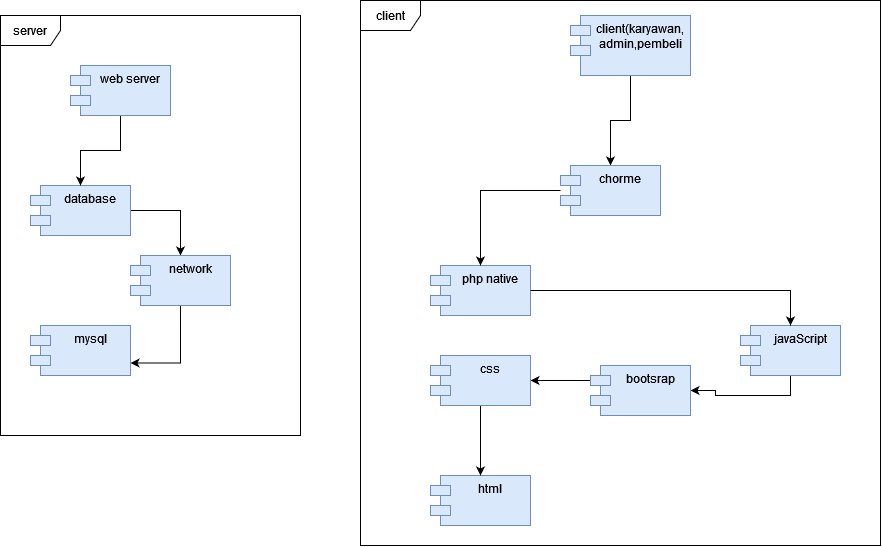 server
web server
database
network
mysql
client
client(karyawan,
admin,pembeli
chorme
php native
javaScript
bootsrap
css
html